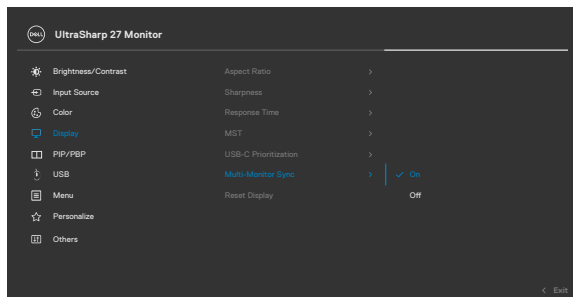 DELL UltraSharp 27 Monitor
Brightness/Contrast Aspect Ratio >
Input Source Sharpness >
Color Response Time >
Display MST >
PIP/PBP USB-C Prioritization >
USB Multi-Monitor Sync > ✓ On
Menu Reset Display Off
Personalize
Others
< Exit